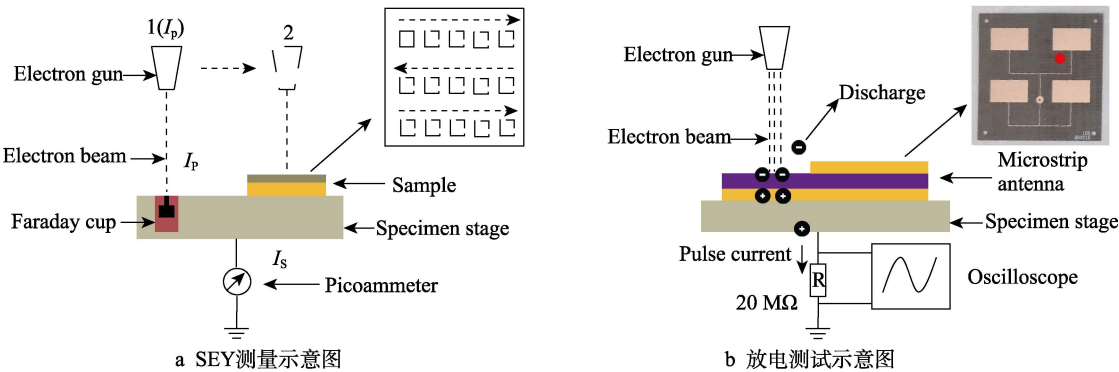 1(Iₚ)
2
Electron gun
Electron beam
Iₚ
Sample
Faraday cup
Specimen stage
Iₛ
Picoammeter
a SEY测量示意图
Electron gun
Discharge
Electron beam
Microstrip
antenna
Specimen stage
Pulse current
R
20 MΩ
Oscilloscope
b 放电测试示意图